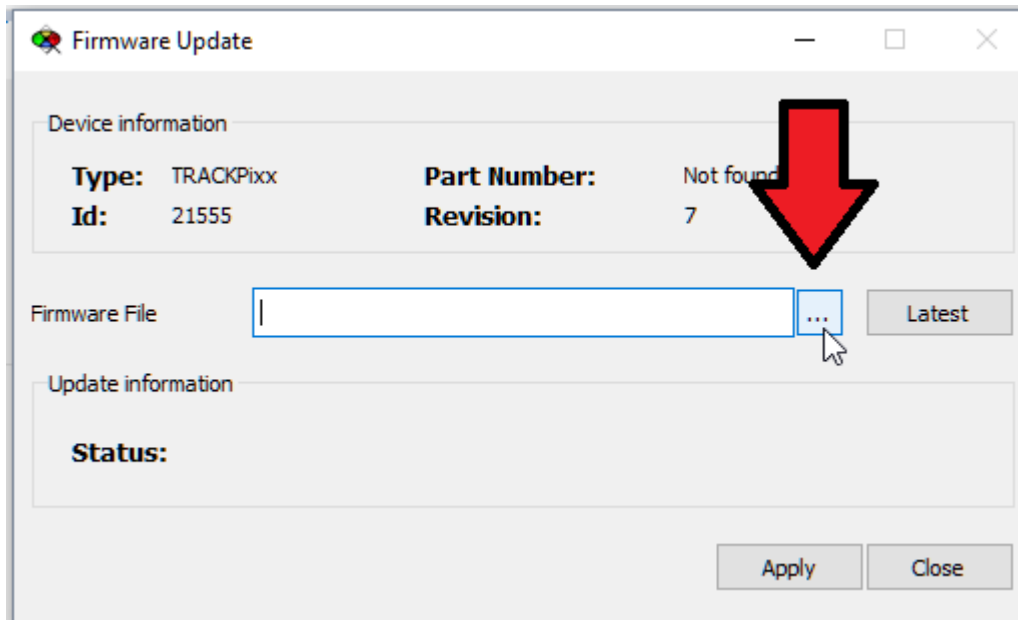 Firmware Update
Device information
Type: TRACKPixx Part Number: Not found
Id: 21555 Revision: 7
Firmware File ... Latest
Update information
Status:
Apply Close